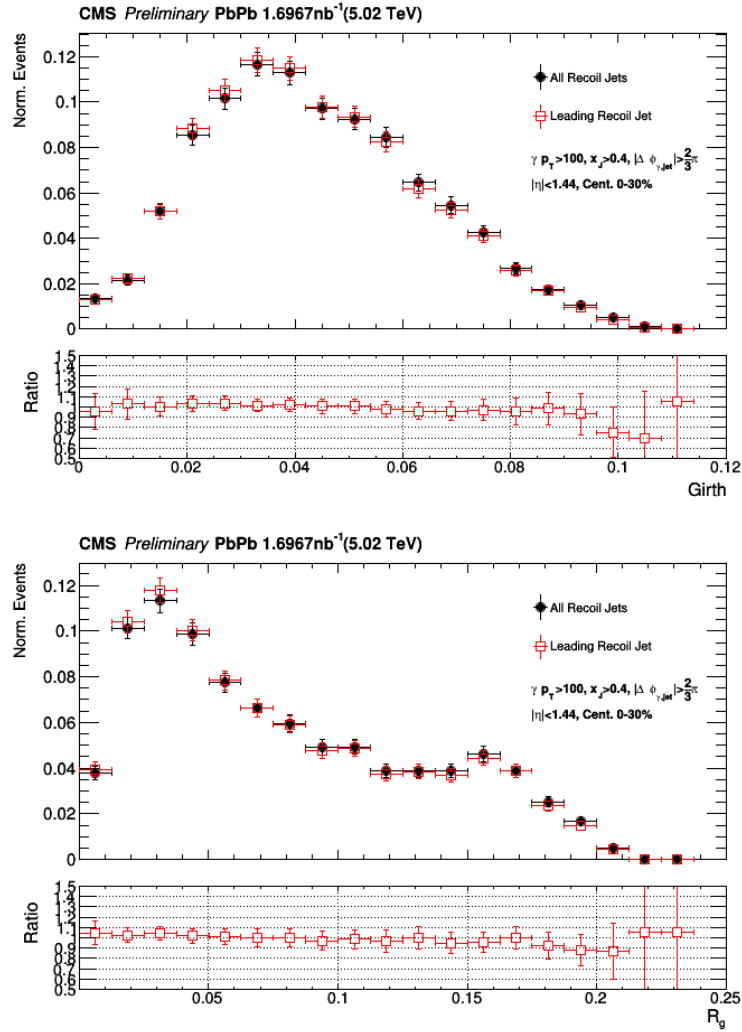 CMS Preliminary PbPb 1.6967nb⁻¹(5.02 TeV)
Norm. Events
0.12
0.1
0.08
0.06
0.04
0.02
0
All Recoil Jets
Leading Recoil Jet
γ p_T>100, x_J>0.4, |Δ ϕ_γ,jet|>2/3π
|η|<1.44, Cent. 0-30%
Ratio
1.5
1.4
1.3
1.2
1.1
1
0.9
0.8
0.7
0.6
0.5
0 0.02 0.04 0.06 0.08 0.1 0.12
Girth
CMS Preliminary PbPb 1.6967nb⁻¹(5.02 TeV)
Norm. Events
0.12
0.1
0.08
0.06
0.04
0.02
0
All Recoil Jets
Leading Recoil Jet
γ p_T>100, x_J>0.4, |Δ ϕ_γ,jet|>2/3π
|η|<1.44, Cent. 0-30%
Ratio
1.5
1.4
1.3
1.2
1.1
1
0.9
0.8
0.7
0.6
0.5
0.05 0.1 0.15 0.2 0.25
R_g